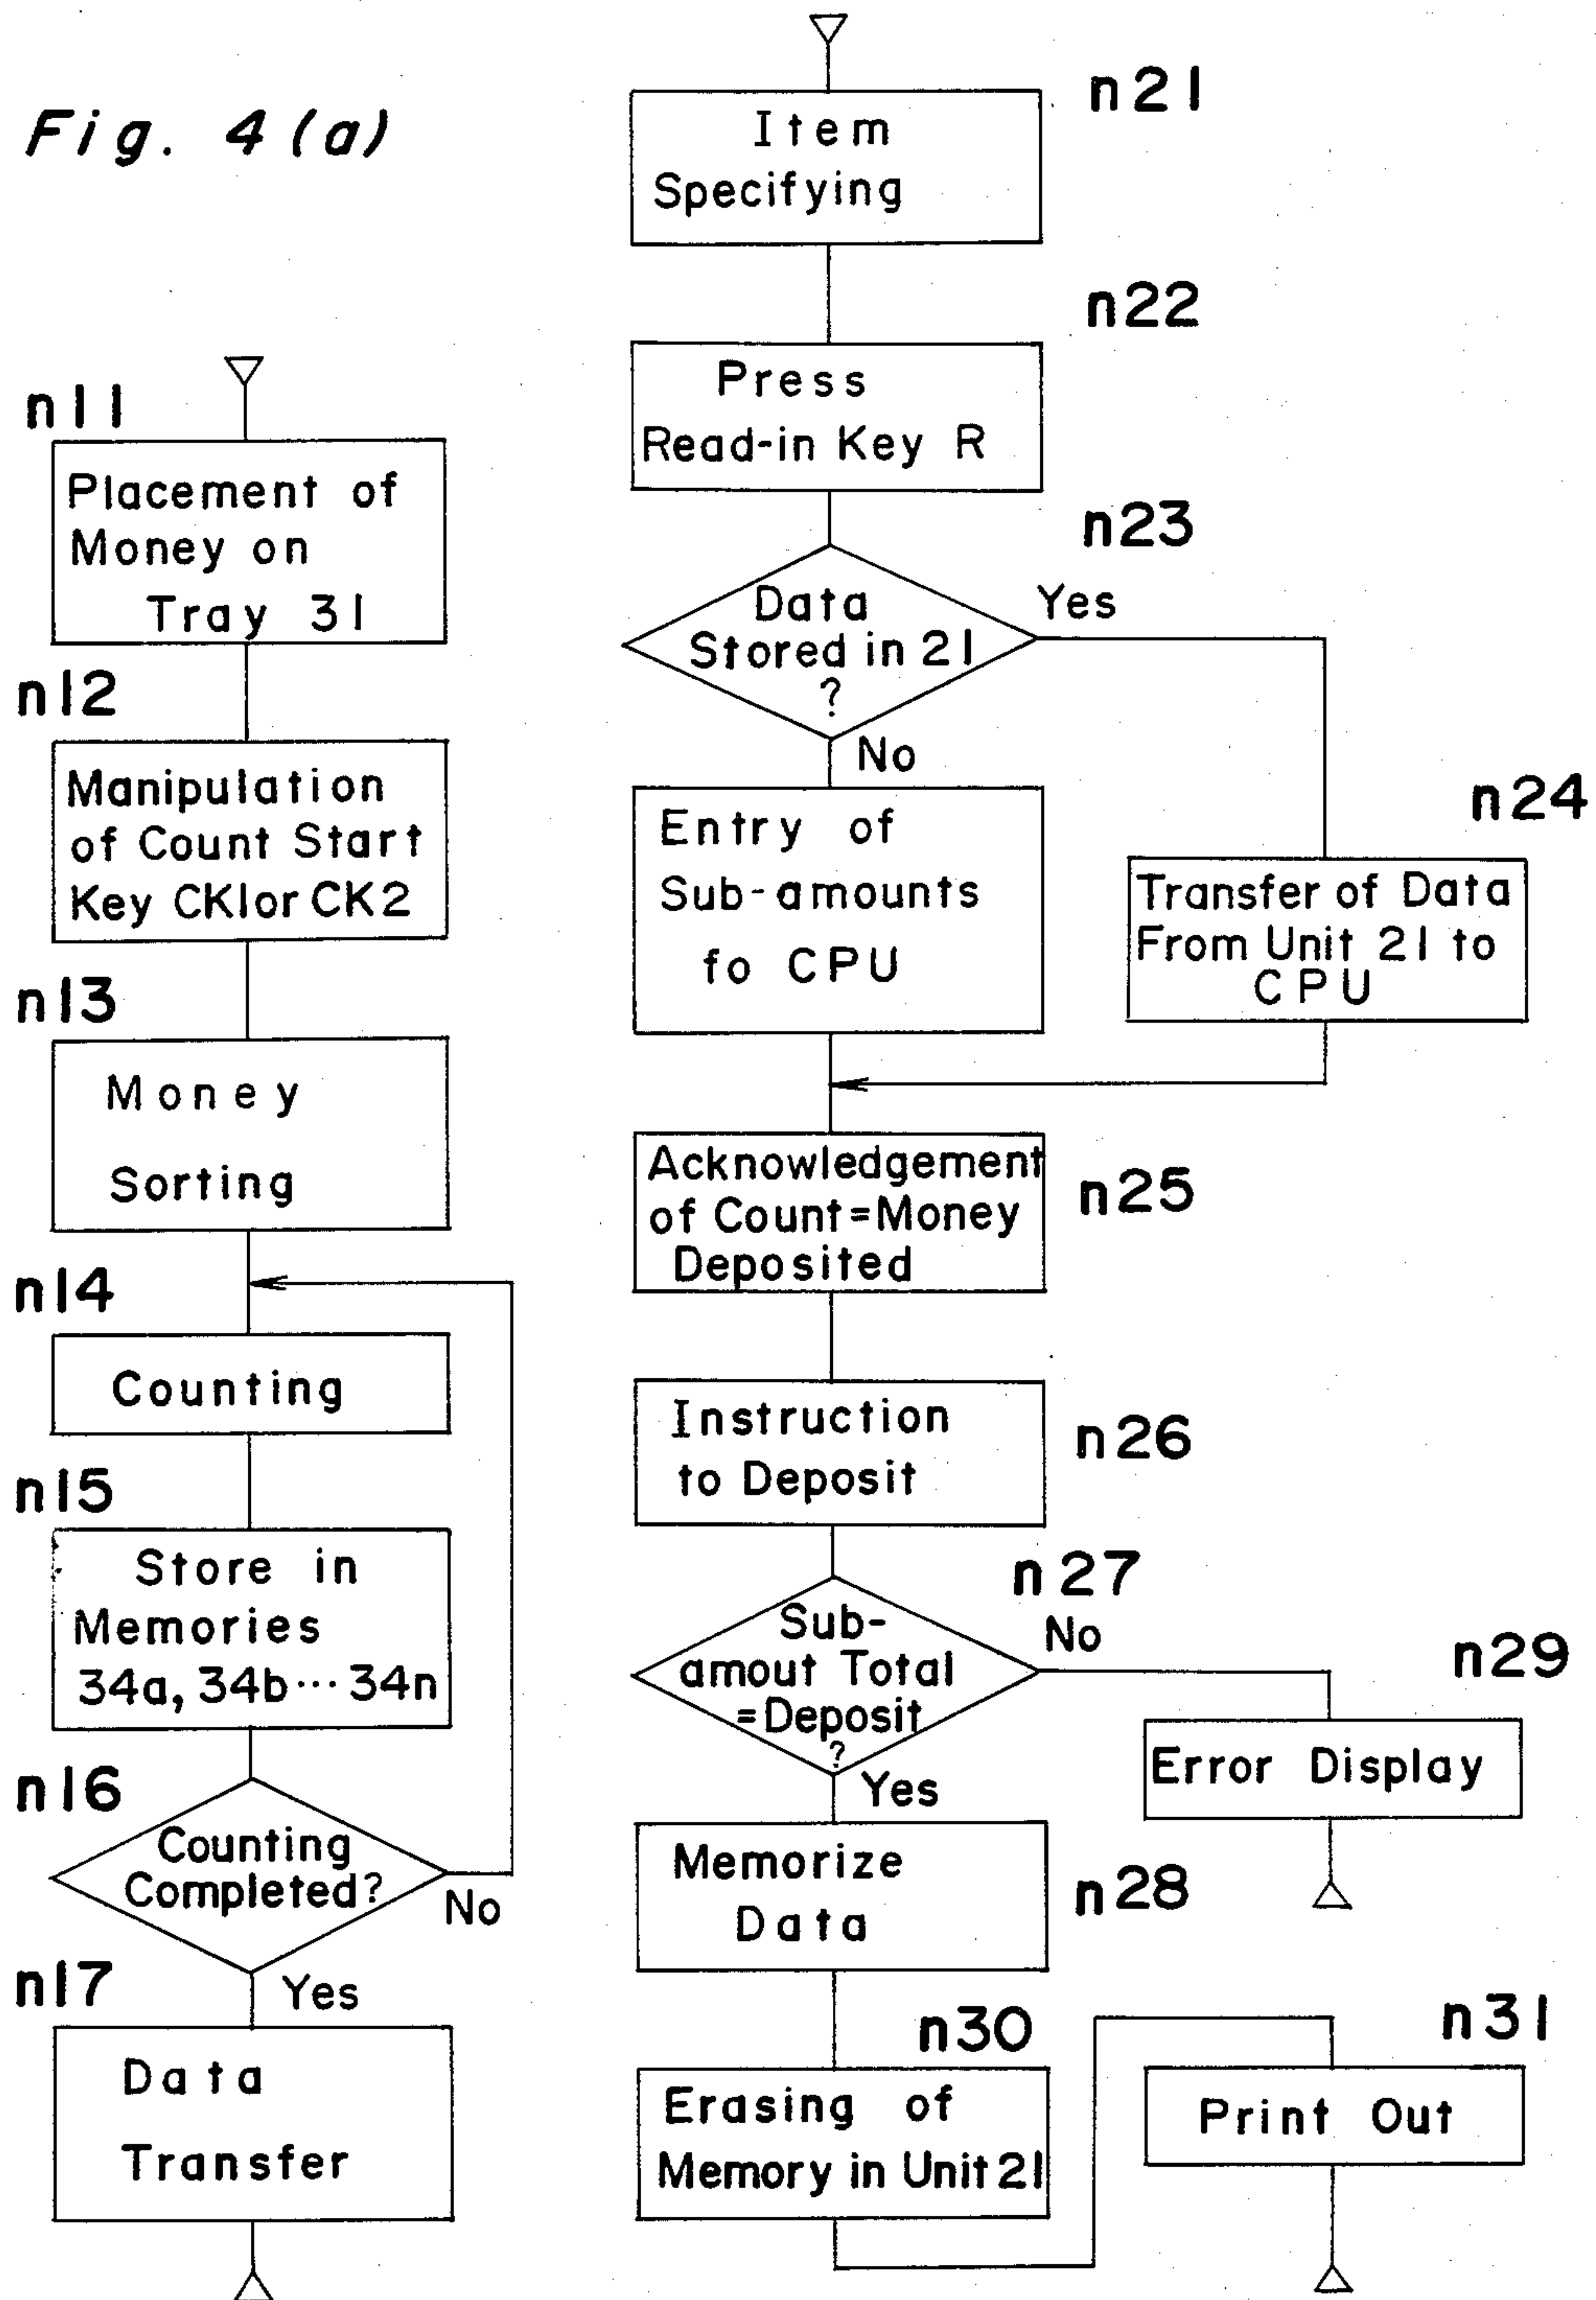 Fig. 4 (a)
n11
Placement of
Money on
Tray 31
n12
Manipulation
of Count Start
Key CK1or CK2
n13
Money
Sorting
n14
Counting
n15
Store in
Memories
34a, 34b··· 34n
n16
Counting
Completed?
No
Yes
n17
Data
Transfer
n21
Item
Specifying
n22
Press
Read-in Key R
n23
Data
Stored in 21
?
Yes
No
Entry of
Sub-amounts
fo CPU
n24
Transfer of Data
From Unit 21 to
CPU
Acknowledgement
of Count=Money
Deposited
n25
Instruction
to Deposit
n26
n27
Sub-
amout Total
=Deposit
?
No
Yes
n29
Error Display
Memorize
Data
n28
n30
Erasing of
Memory in Unit 21
n31
Print Out